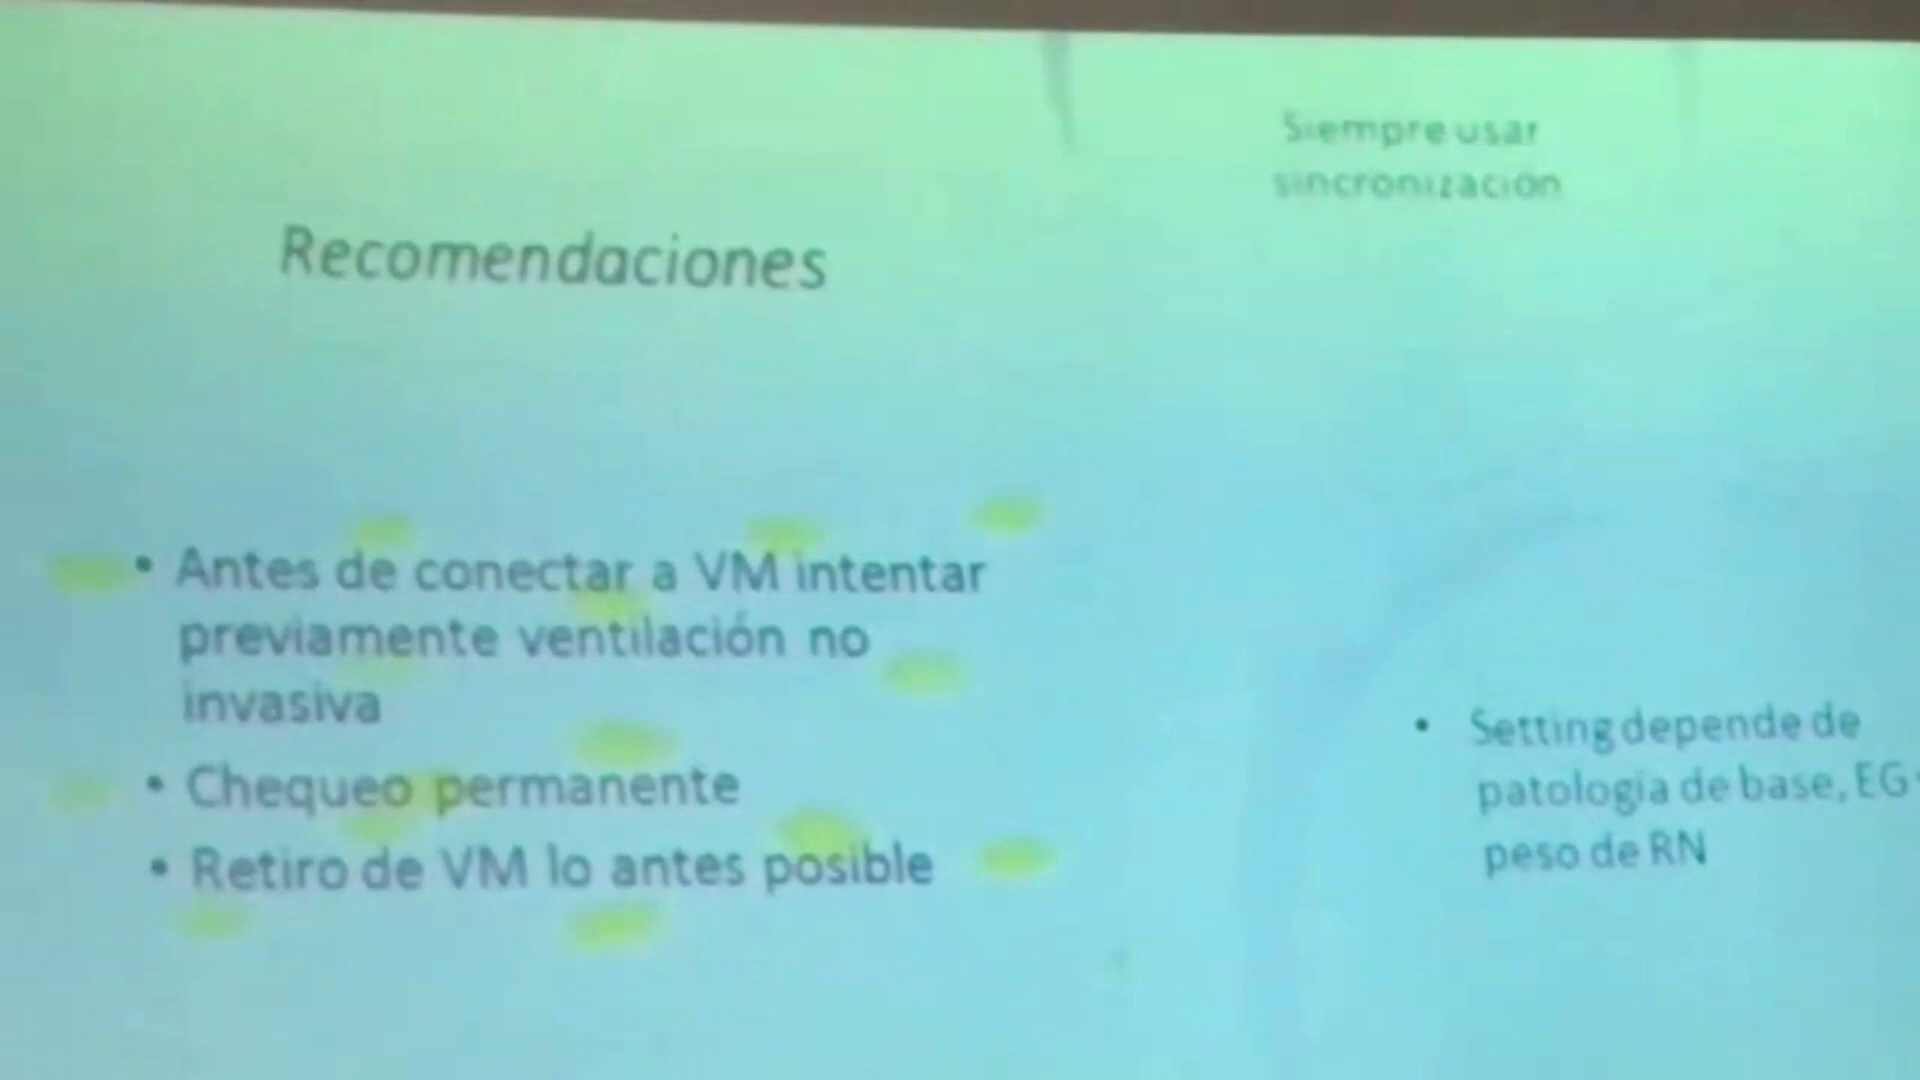 Siempre usar
sincronización
Recomendaciones
• Antes de conectar a VM intentar
previamente ventilación no
invasiva
• Chequeo permanente
• Retiro de VM lo antes posible
• Setting depende de
patologia de base, EG
peso de RN